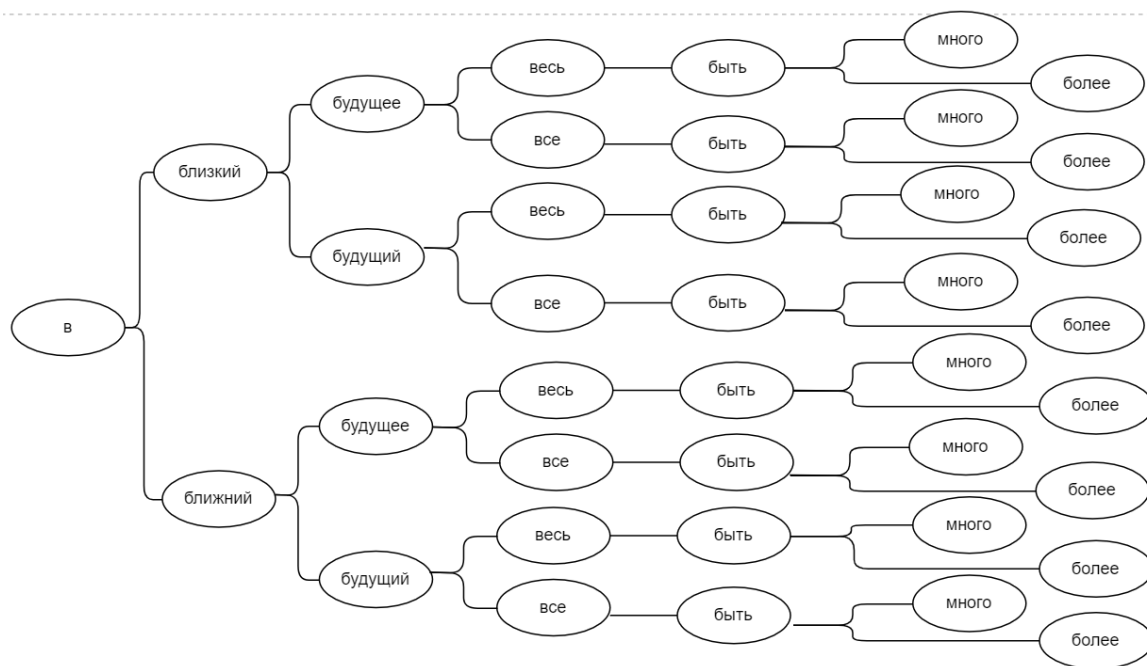 много
весь
быть
более
будущее
много
все
быть
более
близкий
много
весь
быть
более
будущий
много
все
быть
более
в
много
весь
быть
более
будущее
много
все
быть
более
ближний
много
весь
быть
более
будущий
много
все
быть
более